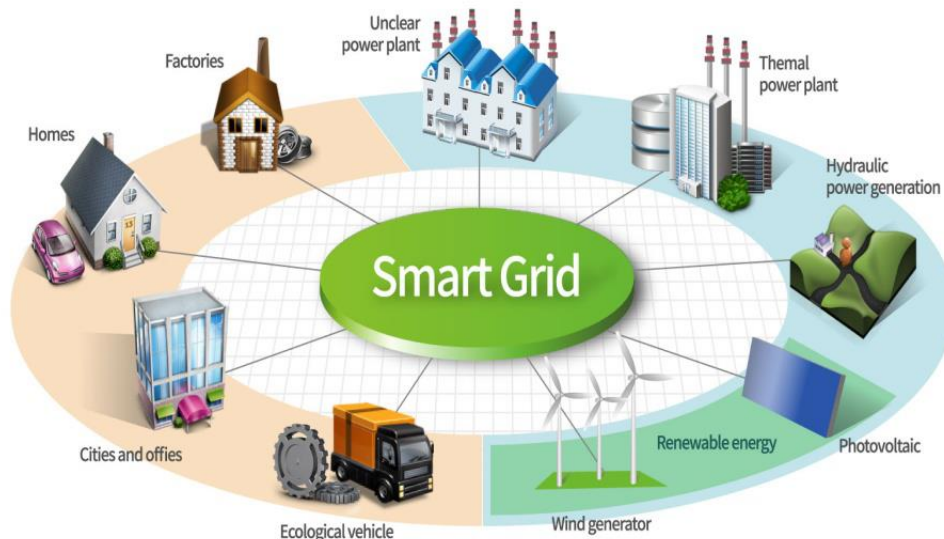 Unclear
power plant
Factories
Themal
power plant
Homes
Hydraulic
power generation
Smart Grid
Cities and offies
Renewable energy
Photovoltaic
Ecological vehicle
Wind generator